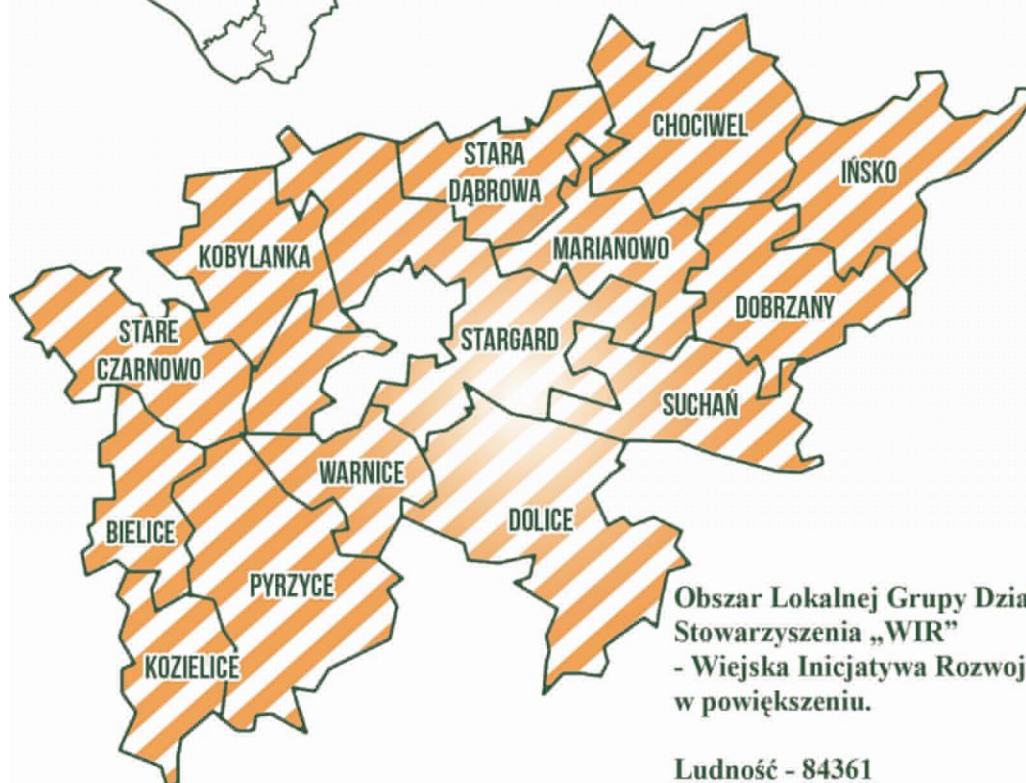 CHOCIWEL
STARA
DĄBROWA
IŃSKO
KOBYLANKA
MARIANOWO
DOBRZANY
STARE
CZARNOWO
STARGARD
SUCHAŃ
WARNICE
BIELICE
DOLICE
PYRZYCE
KOZIELICE
Obszar Lokalnej Grupy Dzia
Stowarzyszenia „WIR”
- Wiejska Inicjatywa Rozwoj
w powiększeniu.
Ludność - 84361